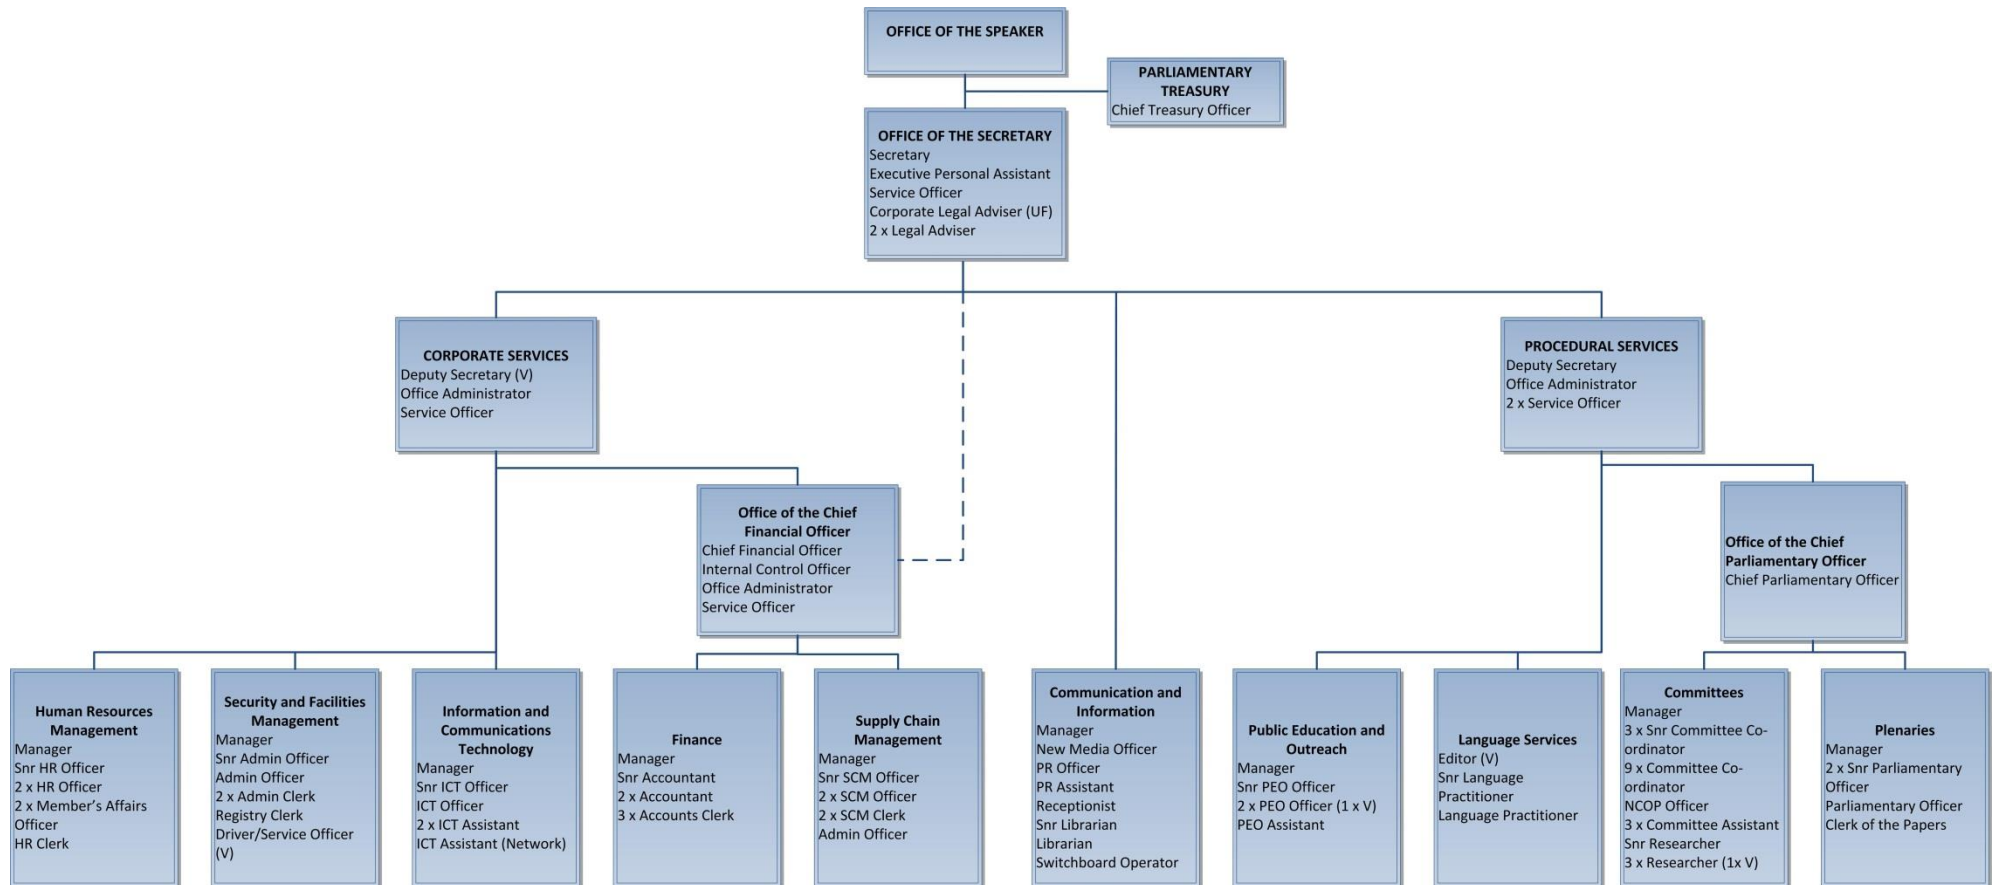 OFFICE OF THE SPEAKER
PARLIAMENTARY
TREASURY
Chief Treasury Officer
OFFICE OF THE SECRETARY
Secretary
Executive Personal Assistant
Service Officer
Corporate Legal Adviser (UF)
2 x Legal Adviser
CORPORATE SERVICES
Deputy Secretary (V)
Office Administrator
Service Officer
PROCEDURAL SERVICES
Deputy Secretary
Office Administrator
2 x Service Officer
Office of the Chief
Financial Officer
Chief Financial Officer
Internal Control Officer
Office Administrator
Service Officer
Office of the Chief
Parliamentary Officer
Chief Parliamentary Officer
Human Resources
Management
Manager
Snr HR Officer
2 x HR Officer
2 x Member’s Affairs
Officer
HR Clerk
Security and Facilities
Management
Manager
Snr Admin Officer
Admin Officer
2 x Admin Clerk
Registry Clerk
Driver/Service Officer
(V)
Information and
Communications
Technology
Manager
Snr ICT Officer
ICT Officer
2 x ICT Assistant
ICT Assistant (Network)
Finance
Manager
Snr Accountant
2 x Accountant
3 x Accounts Clerk
Supply Chain
Management
Manager
Snr SCM Officer
2 x SCM Officer
2 x SCM Clerk
Admin Officer
Communication and
Information
Manager
New Media Officer
PR Officer
PR Assistant
Receptionist
Snr Librarian
Librarian
Switchboard Operator
Public Education and
Outreach
Manager
Snr PEO Officer
2 x PEO Officer (1 x V)
PEO Assistant
Language Services
Editor (V)
Snr Language
Practitioner
Language Practitioner
Committees
Manager
3 x Snr Committee Co-
ordinator
9 x Committee Co-
ordinator
NCOP Officer
3 x Committee Assistant
Snr Researcher
3 x Researcher (1x V)
Plenaries
Manager
2 x Snr Parliamentary
Officer
Parliamentary Officer
Clerk of the Papers